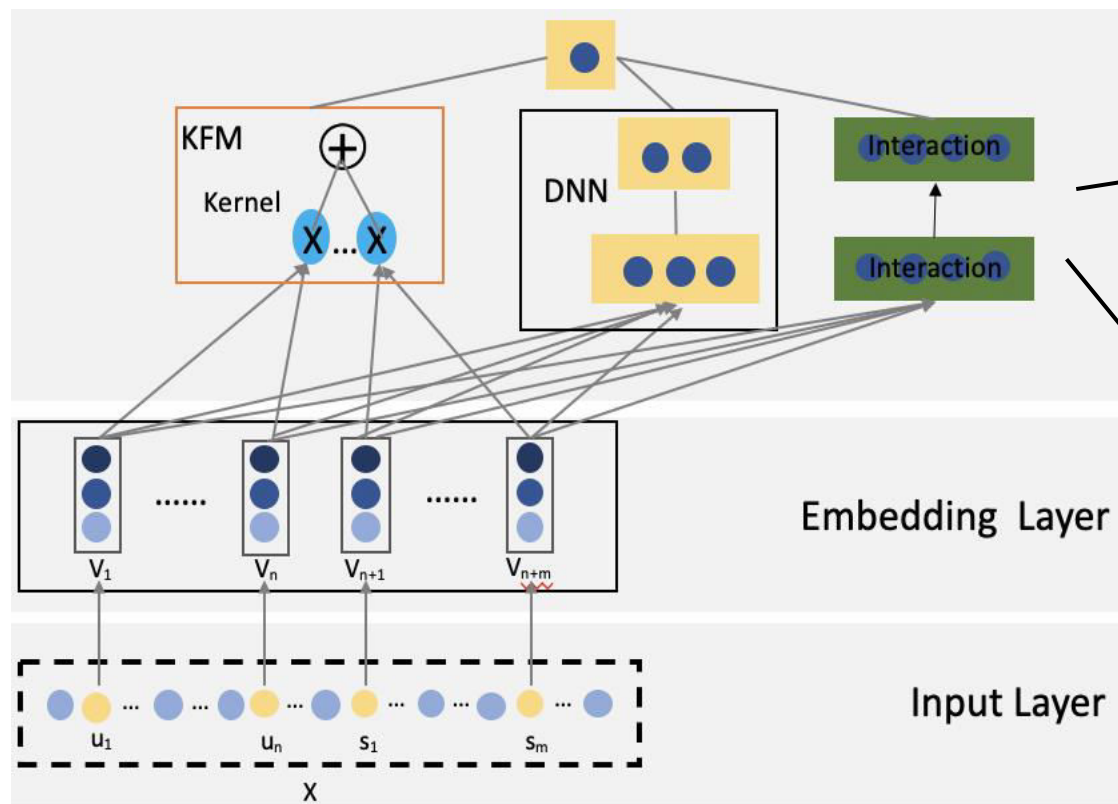 KFM
+
Kernel
X ... X
DNN
Interaction
Interaction
...... ......
V1 Vn Vn+1 Vn+m
Embedding Layer
... ... ... ... ... ...
u1 un s1 sm
Input Layer
X